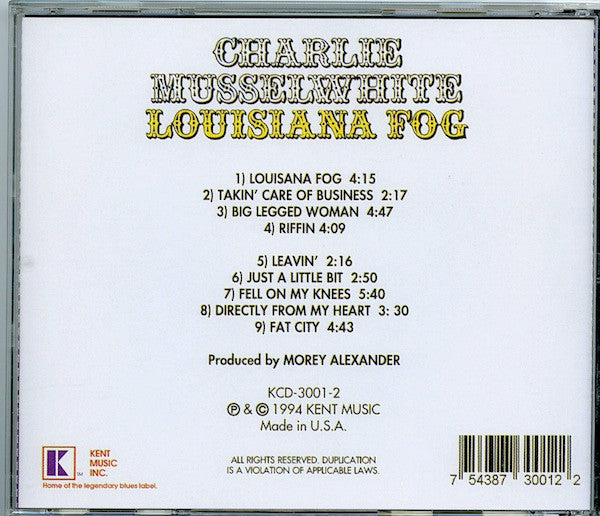 CHARLIE
MUSSELWHITE
LOUISIANA FOG
1) LOUISANA FOG 4:15
2) TAKIN' CARE OF BUSINESS 2:17
3) BIG LEGGED WOMAN 4:47
4) RIFFIN 4:09
5) LEAVIN' 2:16
6) JUST A LITTLE BIT 2:50
7) FELL ON MY KNEES 5:40
8) DIRECTLY FROM MY HEART 3: 30
9) FAT CITY 4:43
Produced by MOREY ALEXANDER
KCD-3001-2
℗ & © 1994 KENT MUSIC
Made in U.S.A.
K
SM
KENT
MUSIC
INC.
Home of the legendary blues label.
ALL RIGHTS RESERVED. DUPLICATION
IS A VIOLATION OF APPLICABLE LAWS.
7 54387 30012 2